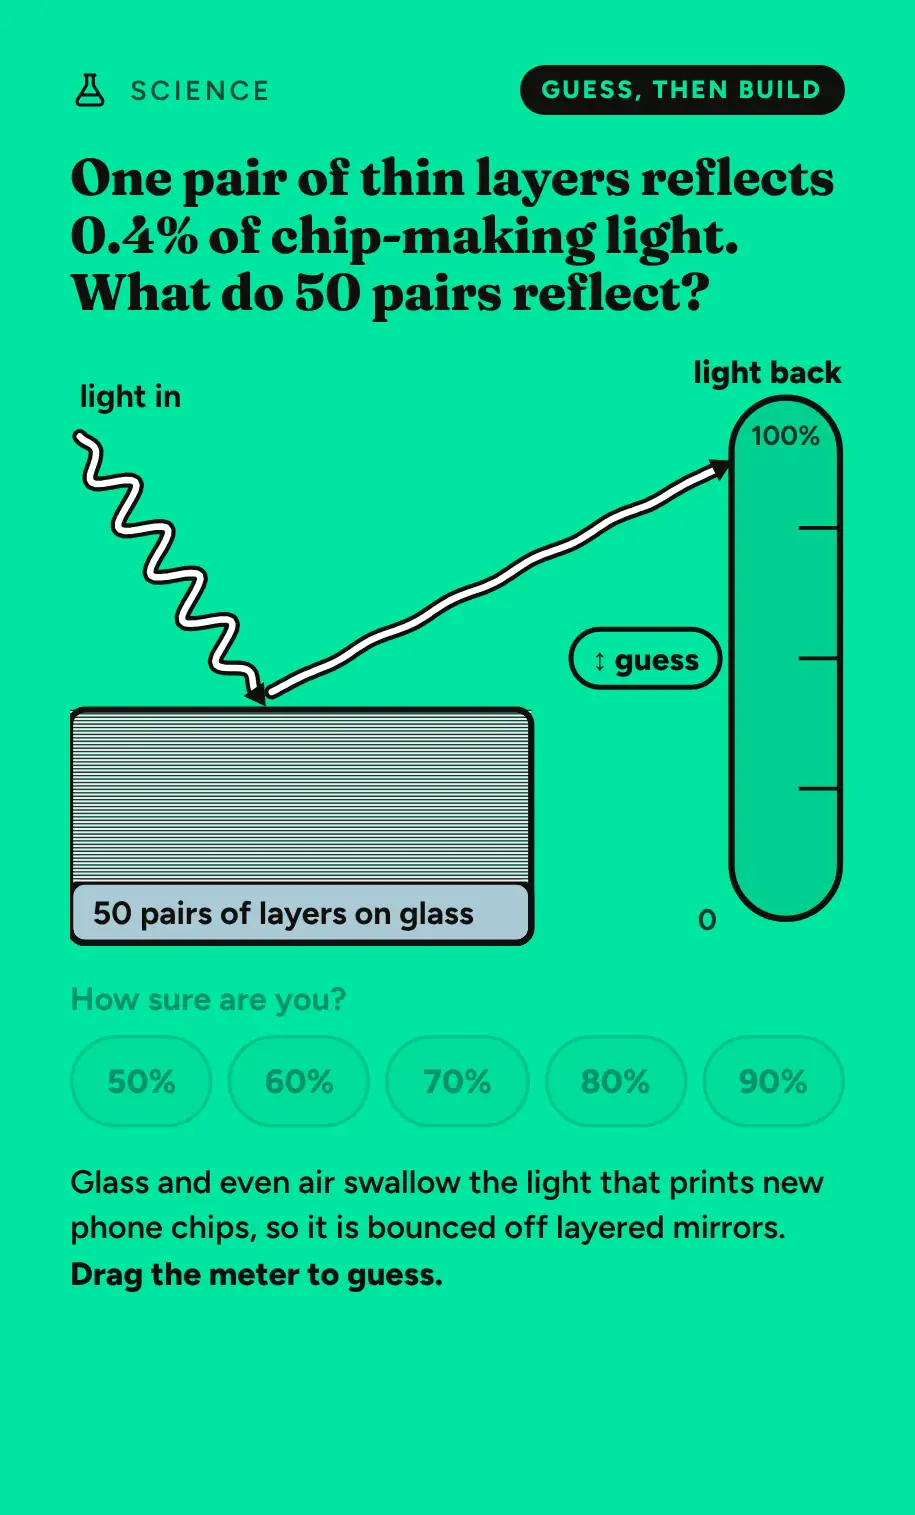 SCIENCE
GUESS, THEN BUILD
One pair of thin layers reflects
0.4% of chip-making light.
What do 50 pairs reflect?
light back
light in
100%
↕ guess
50 pairs of layers on glass
0
How sure are you?
50% 60% 70% 80% 90%
Glass and even air swallow the light that prints new
phone chips, so it is bounced off layered mirrors.
Drag the meter to guess.